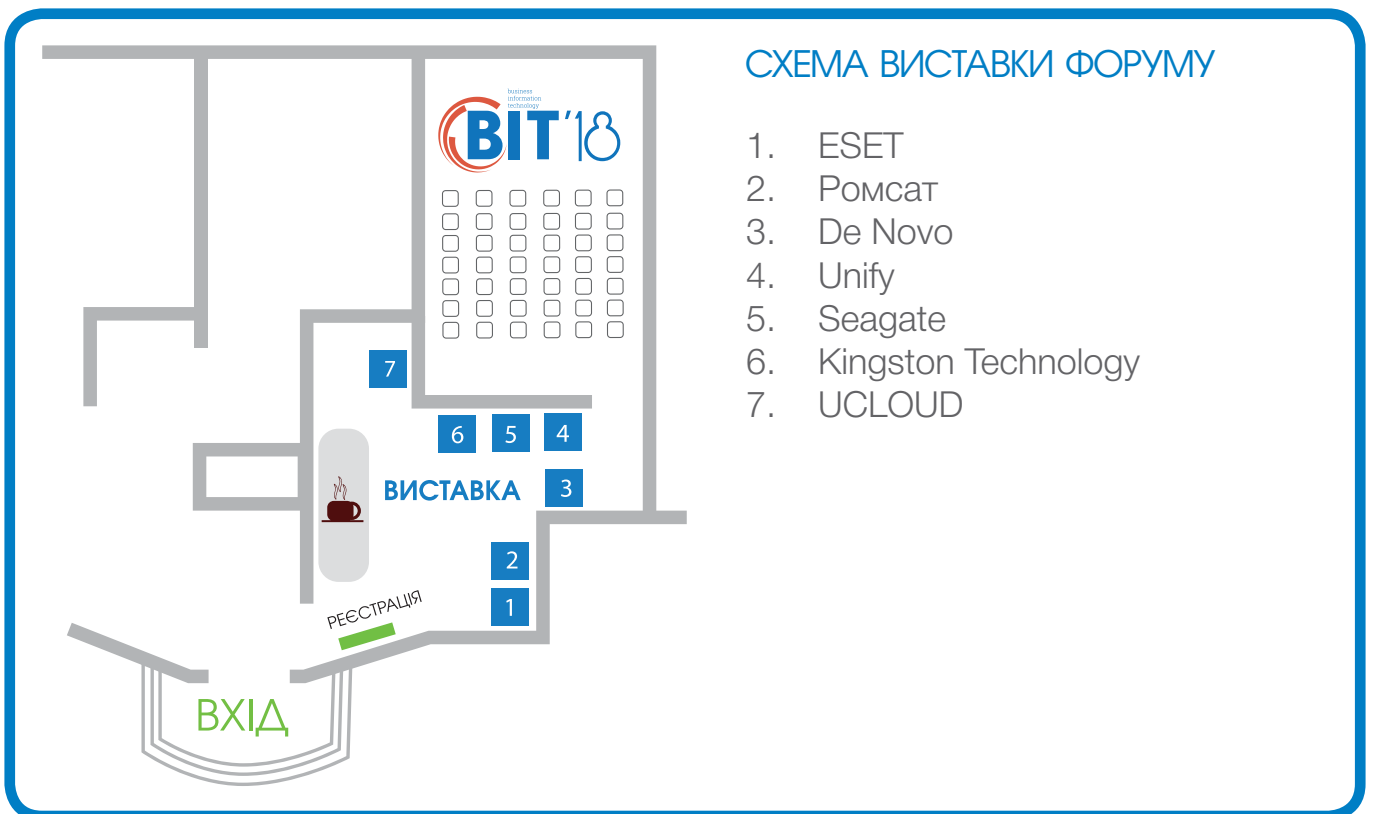 business
information
technology
BIT'18
7
6 5 4
ВИСТАВКА 3
2
1
РЕЄСТРАЦІЯ
ВХІД
СХЕМА ВИСТАВКИ ФОРУМУ
1. ESET
2. Ромсат
3. De Novo
4. Unify
5. Seagate
6. Kingston Technology
7. UCLOUD